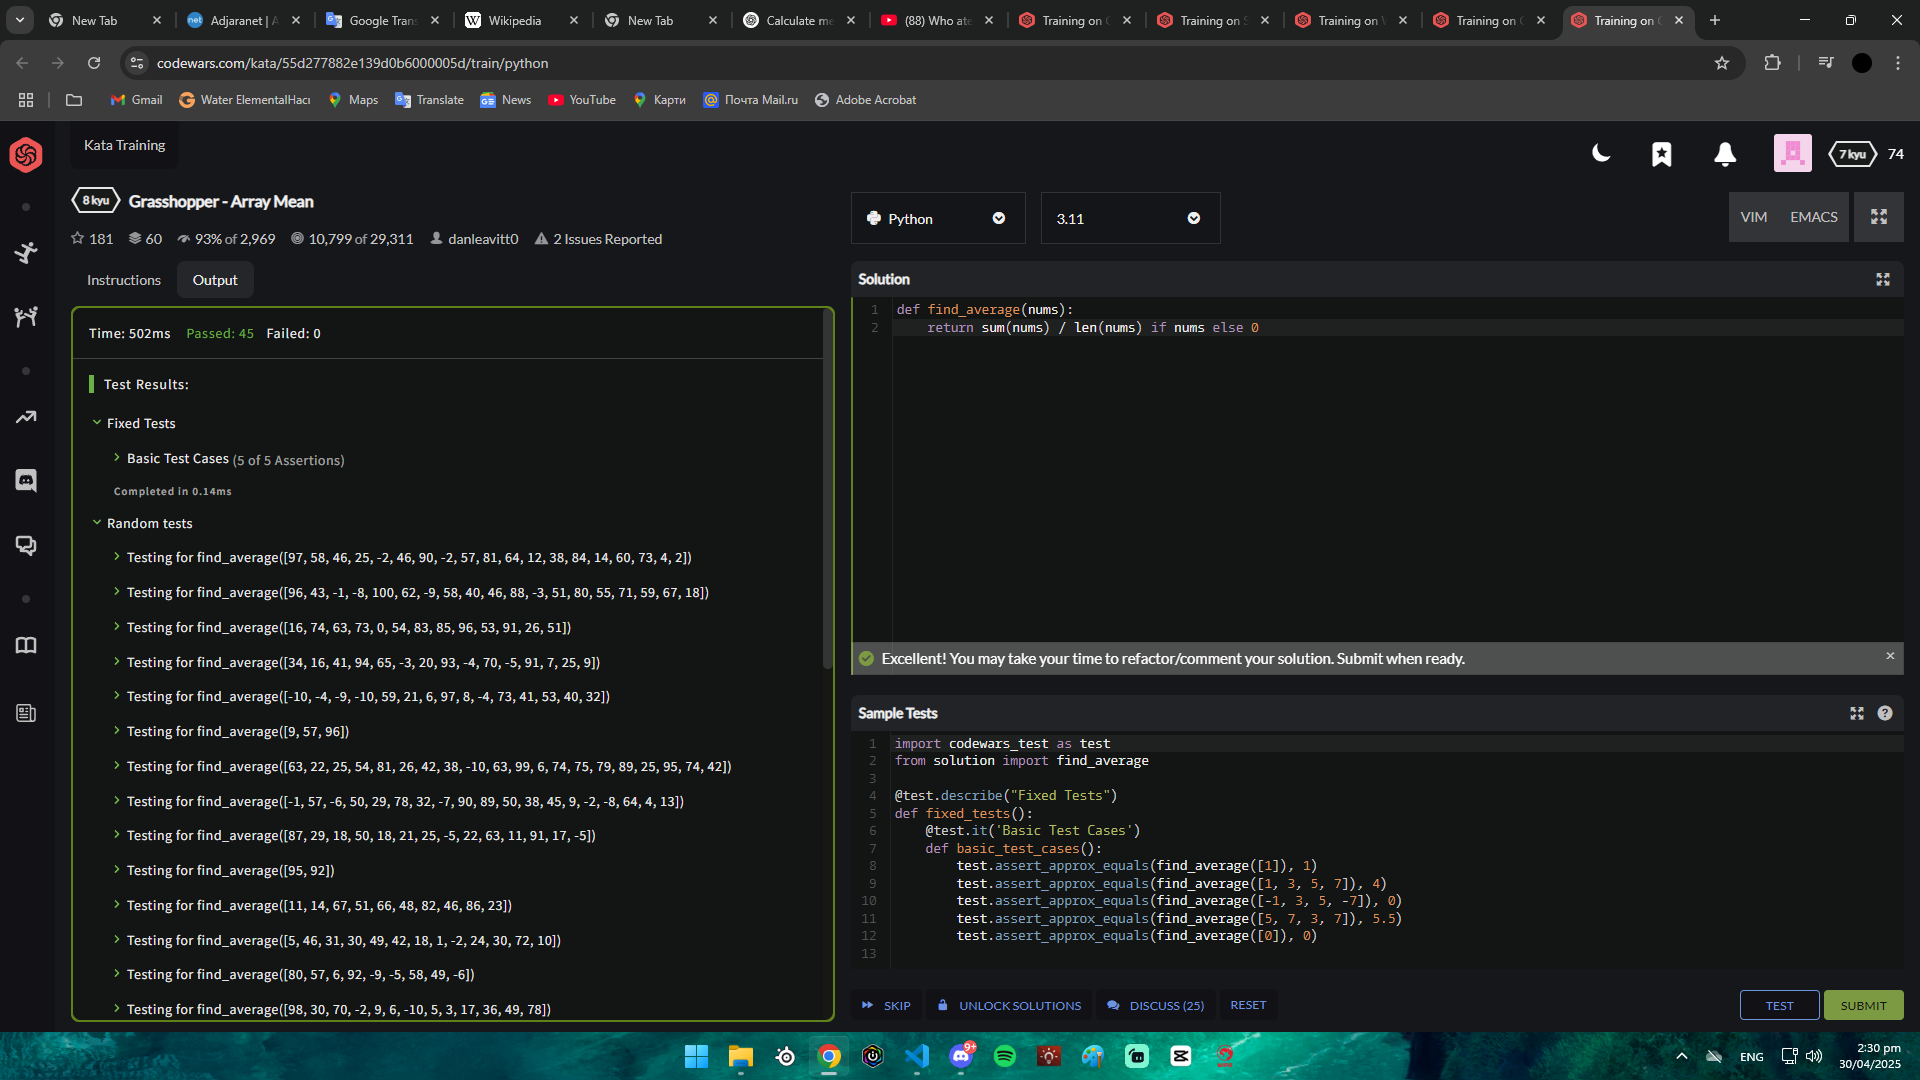 New Tab
Adjaranet | A
Google Trans
Wikipedia
New Tab
Calculate me
(88) Who ate
Training on C
Training on S
Training on V
Training on C
Training on C
codewars.com/kata/55d277882e139d0b6000005d/train/python
Gmail
Water ElementalHacı
Maps
Translate
News
YouTube
Карти
Почта Mail.ru
Adobe Acrobat
Kata Training
7 kyu
74
8 kyu
Grasshopper - Array Mean
181
60
93% of 2,969
10,799 of 29,311
danleavitt0
2 Issues Reported
Python
3.11
VIM
EMACS
Instructions
Output
Time: 502ms Passed: 45 Failed: 0
Test Results:
Fixed Tests
Basic Test Cases (5 of 5 Assertions)
Completed in 0.14ms
Random tests
Testing for find_average([97, 58, 46, 25, -2, 46, 90, -2, 57, 81, 64, 12, 38, 84, 14, 60, 73, 4, 2])
Testing for find_average([96, 43, -1, -8, 100, 62, -9, 58, 40, 46, 88, -3, 51, 80, 55, 71, 59, 67, 18])
Testing for find_average([16, 74, 63, 73, 0, 54, 83, 85, 96, 53, 91, 26, 51])
Testing for find_average([34, 16, 41, 94, 65, -3, 20, 93, -4, 70, -5, 91, 7, 25, 9])
Testing for find_average([-10, -4, -9, -10, 59, 21, 6, 97, 8, -4, 73, 41, 53, 40, 32])
Testing for find_average([9, 57, 96])
Testing for find_average([63, 22, 25, 54, 81, 26, 42, 38, -10, 63, 99, 6, 74, 75, 79, 89, 25, 95, 74, 42])
Testing for find_average([-1, 57, -6, 50, 29, 78, 32, -7, 90, 89, 50, 38, 45, 9, -2, -8, 64, 4, 13])
Testing for find_average([87, 29, 18, 50, 18, 21, 25, -5, 22, 63, 11, 91, 17, -5])
Testing for find_average([95, 92])
Testing for find_average([11, 14, 67, 51, 66, 48, 82, 46, 86, 23])
Testing for find_average([5, 46, 31, 30, 49, 42, 18, 1, -2, 24, 30, 72, 10])
Testing for find_average([80, 57, 6, 92, -9, -5, 58, 49, -6])
Testing for find_average([98, 30, 70, -2, 9, 6, -10, 5, 3, 17, 36, 49, 78])
Solution
1 def find_average(nums):
2     return sum(nums) / len(nums) if nums else 0
Excellent! You may take your time to refactor/comment your solution. Submit when ready.
Sample Tests
1 import codewars_test as test
2 from solution import find_average
3
4 @test.describe("Fixed Tests")
5 def fixed_tests():
6     @test.it('Basic Test Cases')
7     def basic_test_cases():
8         test.assert_approx_equals(find_average([1]), 1)
9         test.assert_approx_equals(find_average([1, 3, 5, 7]), 4)
10         test.assert_approx_equals(find_average([-1, 3, 5, -7]), 0)
11         test.assert_approx_equals(find_average([5, 7, 3, 7]), 5.5)
12         test.assert_approx_equals(find_average([0]), 0)
13
SKIP
UNLOCK SOLUTIONS
DISCUSS (25)
RESET
TEST
SUBMIT
9+
ENG
2:30 pm
30/04/2025